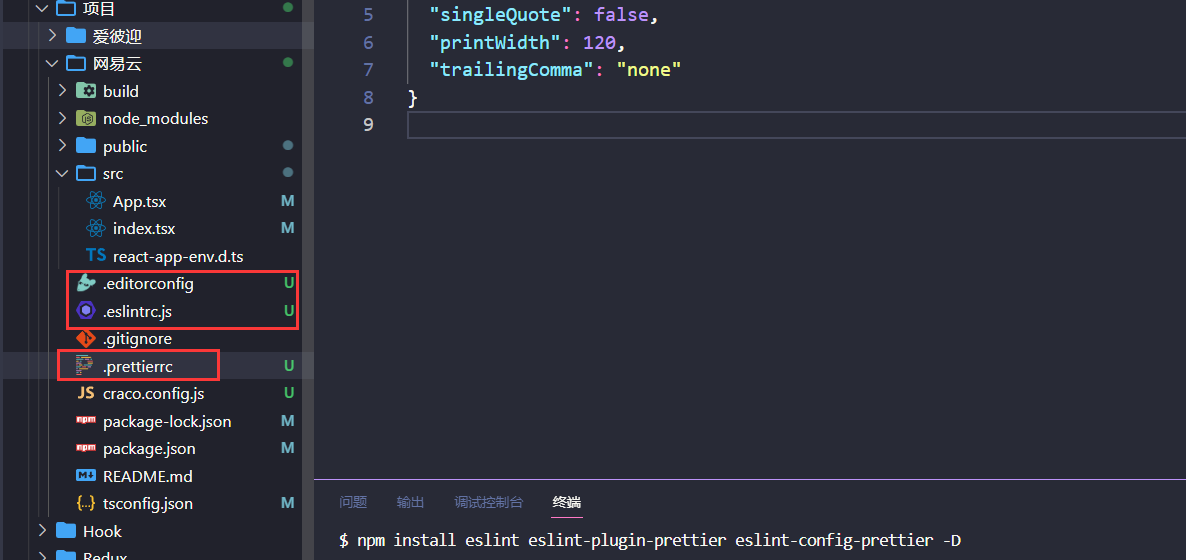 项目
爱彼迎
网易云
build
node_modules
public
src
App.tsx M
index.tsx M
TS react-app-env.d.ts
.editorconfig U
.eslintrc.js U
.gitignore
.prettierrc U
JS craco.config.js U
npm package-lock.json M
npm package.json M
M README.md
{..} tsconfig.json M
Hook
Redux
5 "singleQuote": false,
6 "printWidth": 120,
7 "trailingComma": "none"
8 }
9
问题 输出 调试控制台 终端
$ npm install eslint eslint-plugin-prettier eslint-config-prettier -D